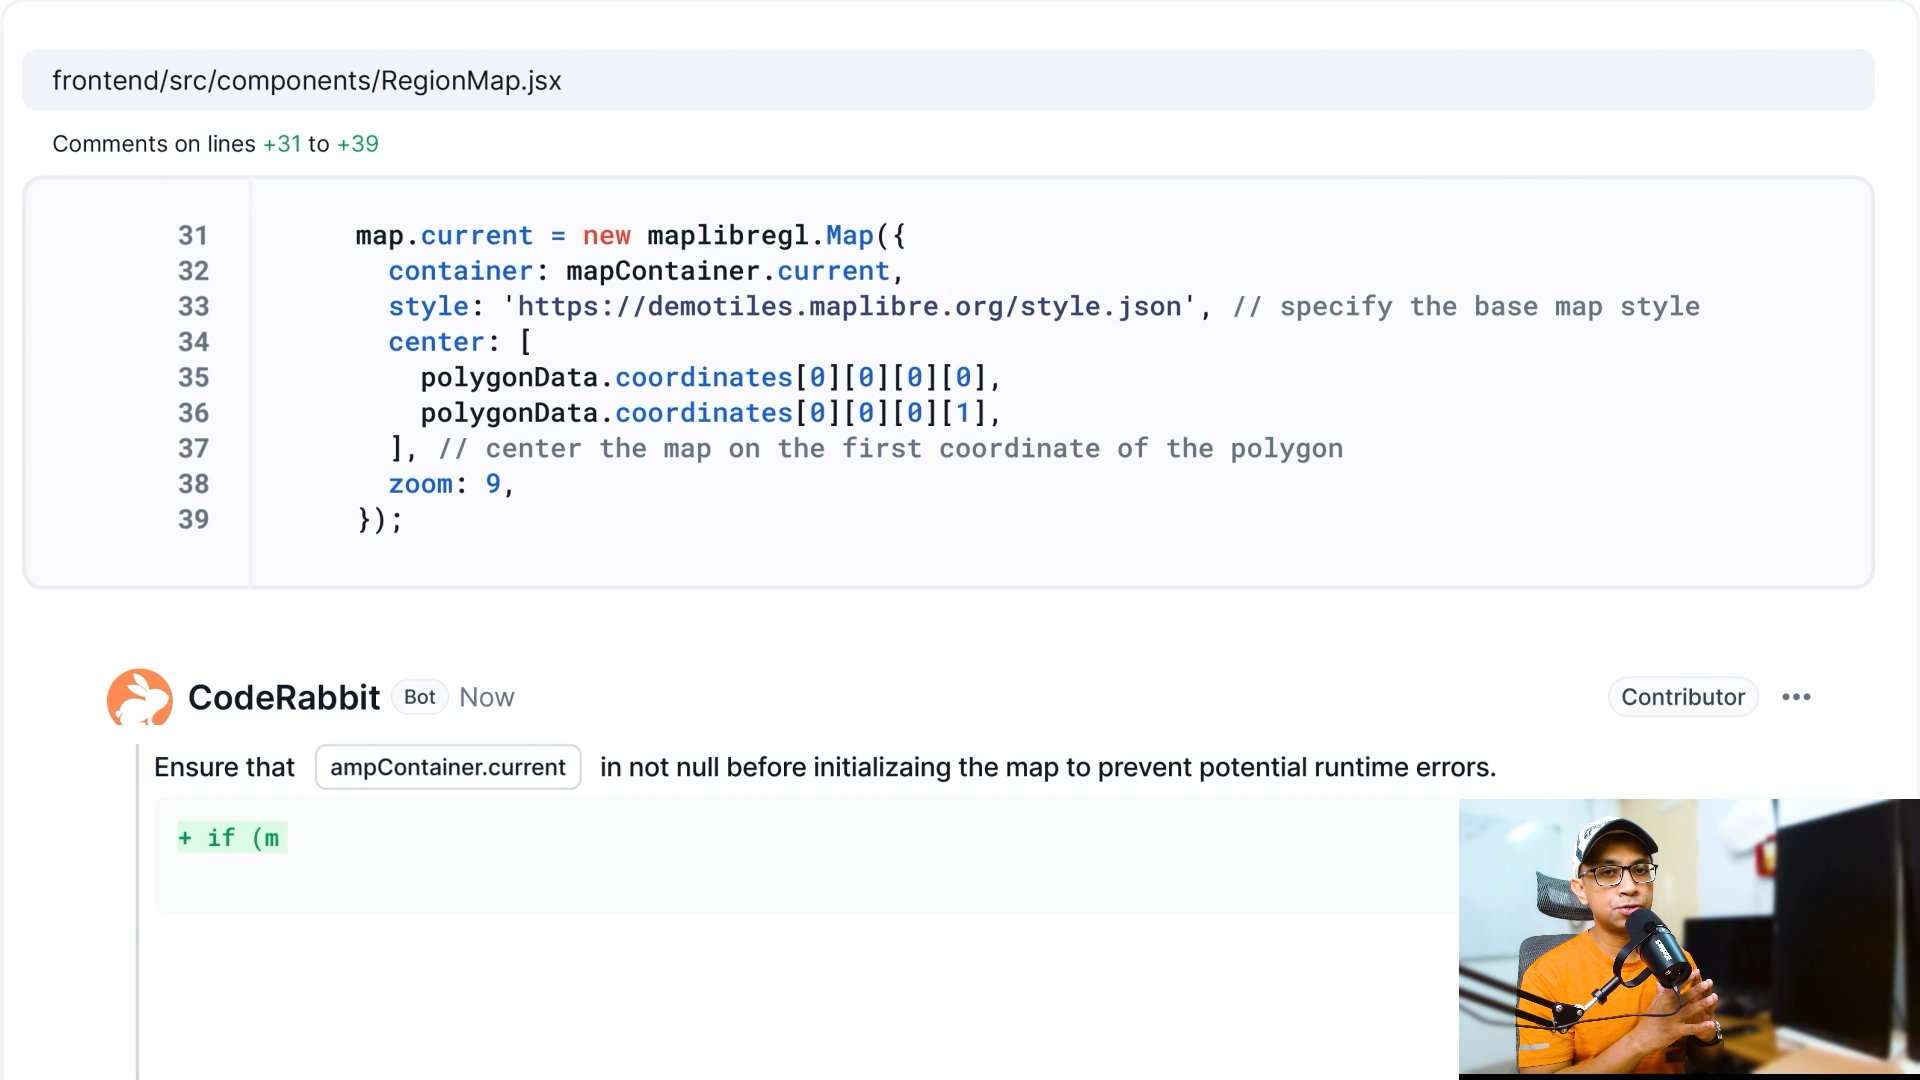 frontend/src/components/RegionMap.jsx
Comments on lines +31 to +39
31 map.current = new maplibregl.Map({
32 container: mapContainer.current,
33 style: 'https://demotiles.maplibre.org/style.json', // specify the base map style
34 center: [
35 polygonData.coordinates[0][0][0][0],
36 polygonData.coordinates[0][0][0][1],
37 ], // center the map on the first coordinate of the polygon
38 zoom: 9,
39 });
CodeRabbit Bot Now Contributor •••
Ensure that ampContainer.current in not null before initializaing the map to prevent potential runtime errors.
+ if (m
SHURE